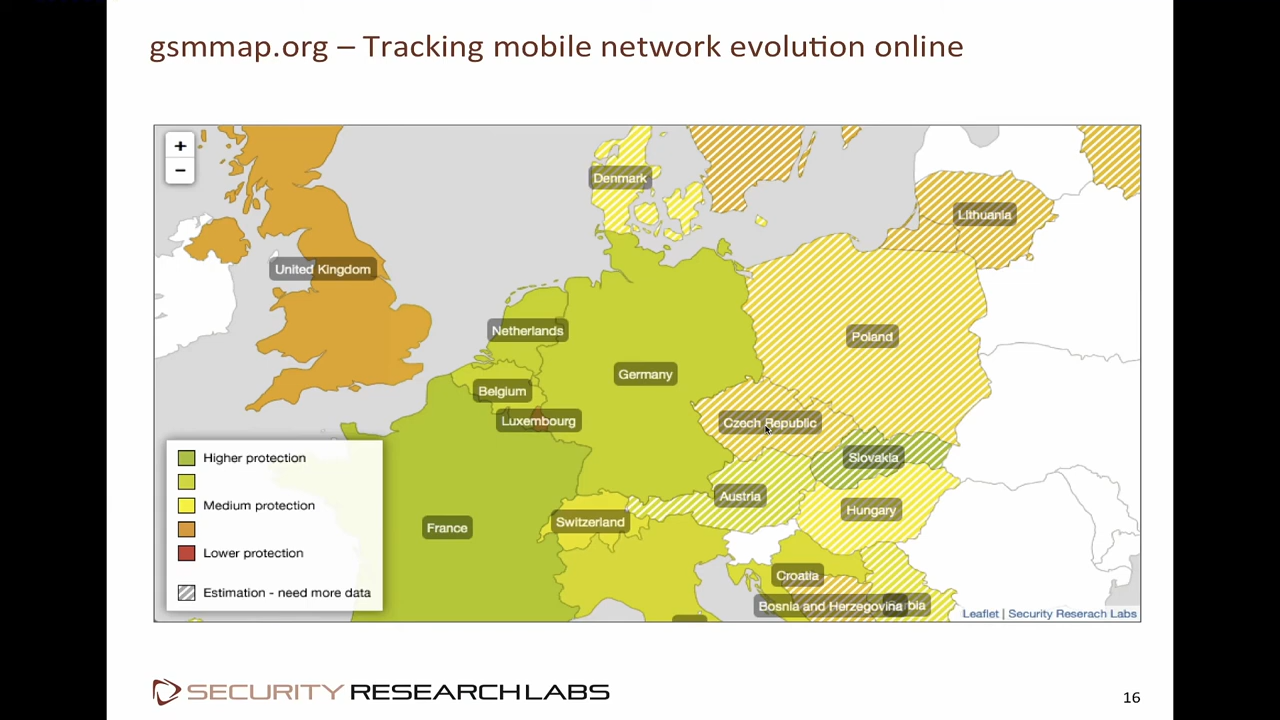 gsmmap.org – Tracking mobile network evolution online
+
−
Denmark
Lithuania
United Kingdom
Netherlands
Poland
Germany
Belgium
Luxembourg
Czech Republic
Slovakia
Austria
Hungary
Switzerland
France
Croatia
Bosnia and Herzegovina
Higher protection
Medium protection
Lower protection
Estimation - need more data
Leaflet | Security Reserach Labs
SECURITY RESEARCH LABS
16